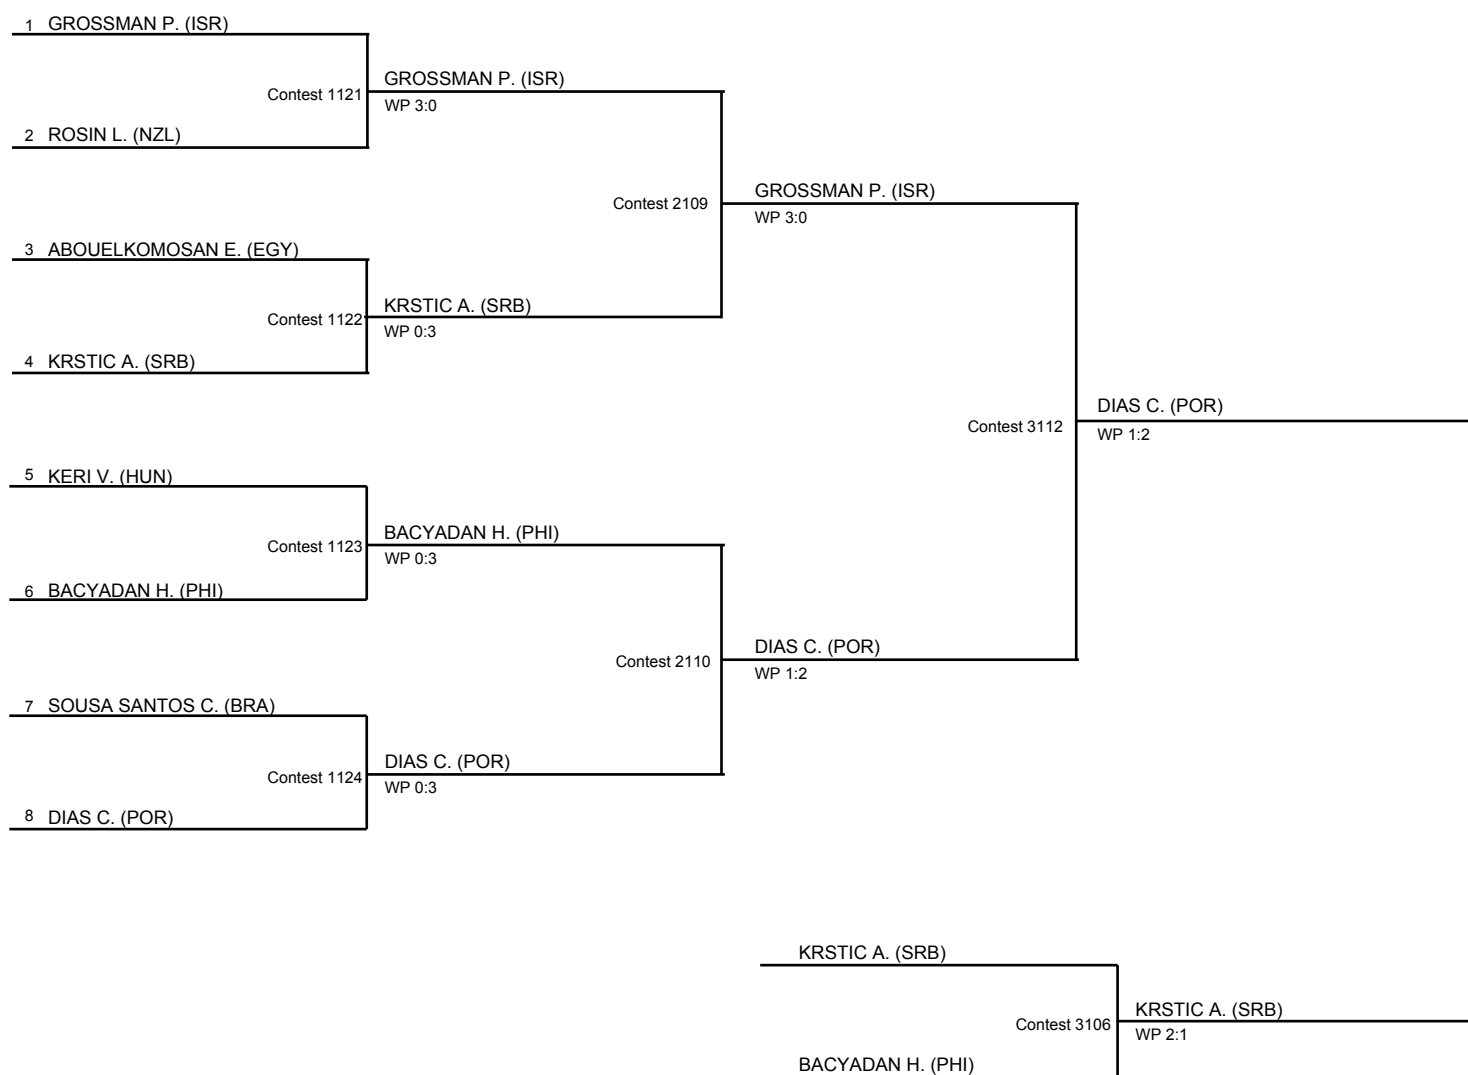 1 GROSSMAN P. (ISR)
GROSSMAN P. (ISR)
Contest 1121
WP 3:0
2 ROSIN L. (NZL)
GROSSMAN P. (ISR)
Contest 2109
WP 3:0
3 ABOUELKOMOSAN E. (EGY)
KRSTIC A. (SRB)
Contest 1122
WP 0:3
4 KRSTIC A. (SRB)
DIAS C. (POR)
Contest 3112
WP 1:2
5 KERI V. (HUN)
BACYADAN H. (PHI)
Contest 1123
WP 0:3
6 BACYADAN H. (PHI)
DIAS C. (POR)
Contest 2110
WP 1:2
7 SOUSA SANTOS C. (BRA)
DIAS C. (POR)
Contest 1124
WP 0:3
8 DIAS C. (POR)
KRSTIC A. (SRB)
KRSTIC A. (SRB)
Contest 3106
WP 2:1
BACYADAN H. (PHI)